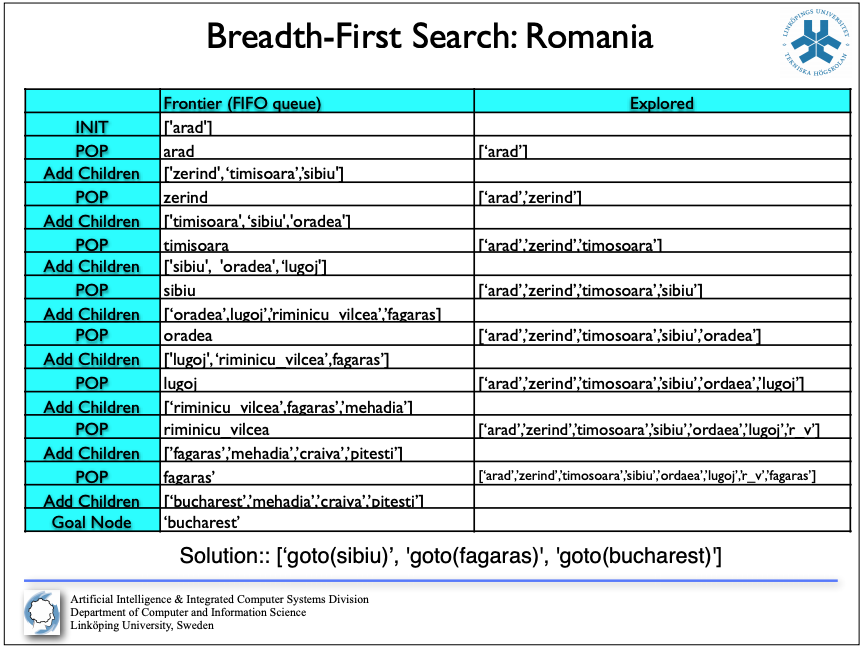 Breadth-First Search: Romania
LINKÖPINGS UNIVERSITET
TEKNISKA HÖGSKOLAN
Frontier (FIFO queue) Explored
INIT ['arad']
POP arad [‘arad’]
Add Children ['zerind',‘timisoara’,’sibiu']
POP zerind [‘arad’,’zerind’]
Add Children ['timisoara',‘sibiu’,'oradea']
POP timisoara [‘arad’,’zerind’,’timosoara’]
Add Children ['sibiu', 'oradea',‘lugoj']
POP sibiu [‘arad’,’zerind’,’timosoara’,’sibiu’]
Add Children [‘oradea’,lugoj’,’riminicu_vilcea’,’fagaras]
POP oradea [‘arad’,’zerind’,’timosoara’,’sibiu’,’oradea’]
Add Children ['lugoj',‘riminicu_vilcea’,fagaras’]
POP lugoj [‘arad’,’zerind’,’timosoara’,’sibiu’,’ordaea’,’lugoj’]
Add Children [‘riminicu_vilcea’,fagaras’,’mehadia’]
POP riminicu_vilcea [‘arad’,’zerind’,’timosoara’,’sibiu’,’ordaea’,’lugoj’,’r_v’]
Add Children [’fagaras’,’mehadia’,’craiva’,’pitesti’]
POP fagaras’ [‘arad’,’zerind’,’timosoara’,’sibiu’,’ordaea’,’lugoj’,’r_v’,’fagaras’]
Add Children [‘bucharest’,’mehadia’,’craiva’,’pitesti’]
Goal Node ‘bucharest’
Solution:: [‘goto(sibiu)’, 'goto(fagaras)', 'goto(bucharest)']
Artificial Intelligence & Integrated Computer Systems Division
Department of Computer and Information Science
Linköping University, Sweden